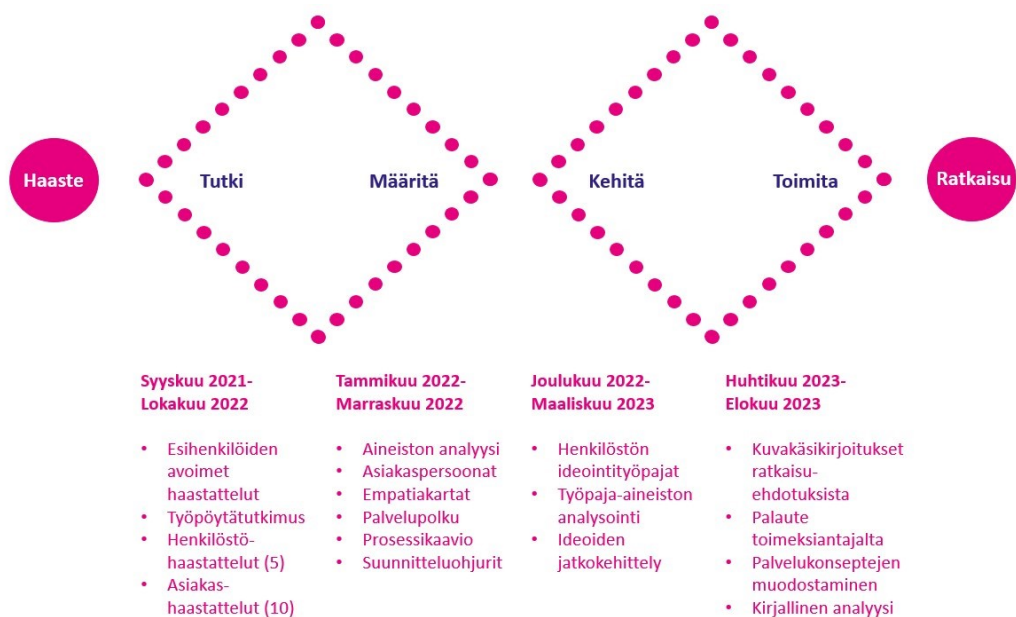 Haaste
Tutki
Määritä
Kehitä
Toimita
Ratkaisu
Syyskuu 2021-
Lokakuu 2022
• Esihenkilöiden
avoimet
haastattelut
• Työpöytätutkimus
• Henkilöstö-
haastattelut (5)
• Asiakas-
haastattelut (10)
Tammikuu 2022-
Marraskuu 2022
• Aineiston analyysi
• Asiakaspersoonat
• Empatiakartat
• Palvelupolku
• Prosessikaavio
• Suunnitteluohjurit
Joulukuu 2022-
Maaliskuu 2023
• Henkilöstön
ideointityöpajat
• Työpaja-aineiston
analysointi
• Ideoiden
jatkokehittely
Huhtikuu 2023-
Elokuu 2023
• Kuvakäsikirjoitukset
ratkaisu-
ehdotuksista
• Palaute
toimeksiantajalta
• Palvelukonseptejen
muodostaminen
• Kirjallinen analyysi